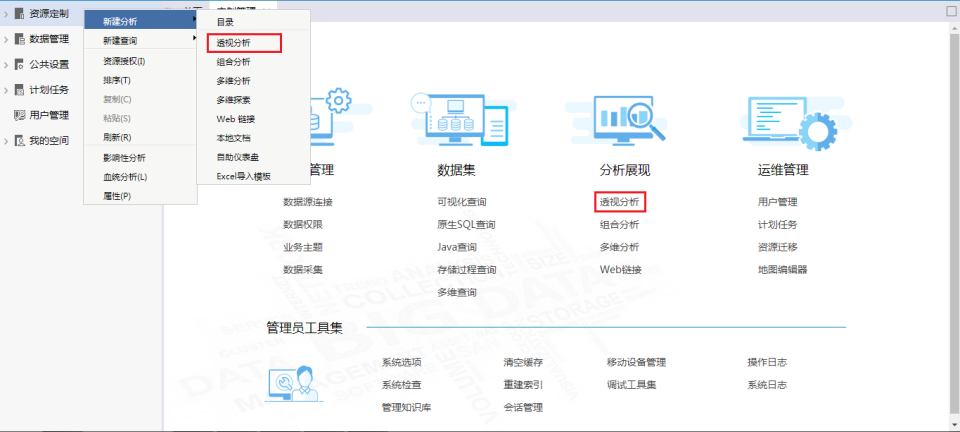 资源定制
数据管理
公共设置
计划任务
用户管理
我的空间
新建分析
新建查询
资源授权(I)
排序(T)
复制(C)
粘贴(S)
刷新(R)
影响性分析
血统分析(L)
属性(P)
目录
透视分析
组合分析
多维分析
多维探索
Web 链接
本地文档
自助仪表盘
Excel导入模板
管理
数据源连接
数据权限
业务主题
数据采集
数据集
可视化查询
原生SQL查询
Java查询
存储过程查询
多维查询
分析展现
透视分析
组合分析
多维分析
Web链接
运维管理
用户管理
计划任务
资源迁移
地图编辑器
管理员工具集
系统选项
清空缓存
移动设备管理
操作日志
系统检查
重建索引
调试工具集
系统日志
管理知识库
会话管理
BIG DATA
COLLECT
SIZE
STORAGE
DATA
MANAGEMENT
VOLUME